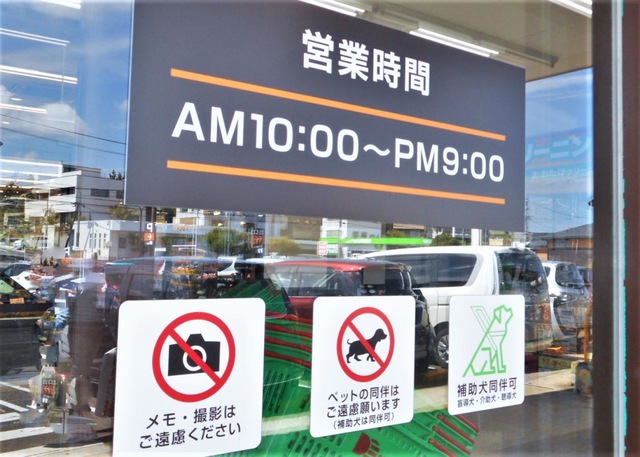 営業時間
AM10:00～PM9:00
メモ・撮影は
ご遠慮ください
ペットの同伴は
ご遠慮願います
(補助犬は同伴可)
補助犬同伴可
盲導犬・介助犬・聴導犬